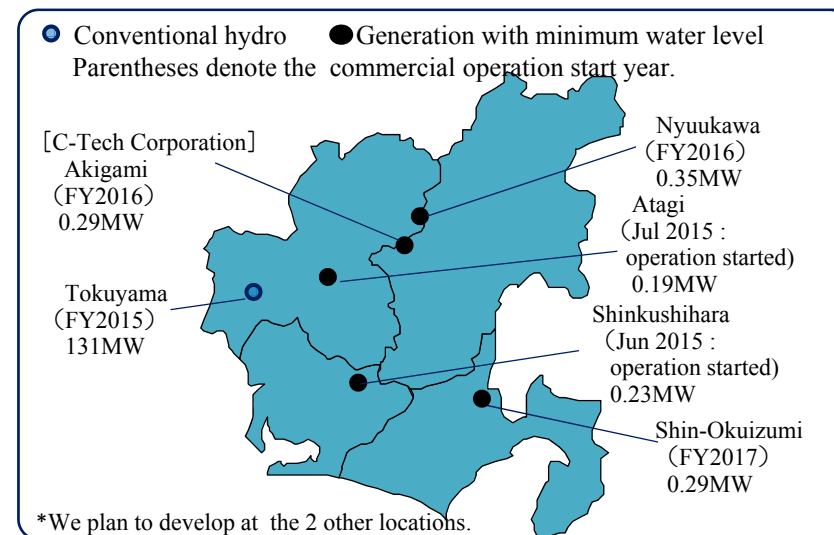 Conventional hydro ●Generation with minimum water level
Parentheses denote the commercial operation start year.
[C-Tech Corporation]
Akigami
(FY2016)
0.29MW
Tokuyama
(FY2015)
131MW
Nyuukawa
(FY2016)
0.35MW
Atagi
(Jul 2015 :
operation started)
0.19MW
Shinkushihara
(Jun 2015 :
operation started)
0.23MW
Shin-Okuizumi
(FY2017)
0.29MW
*We plan to develop at the 2 other locations.